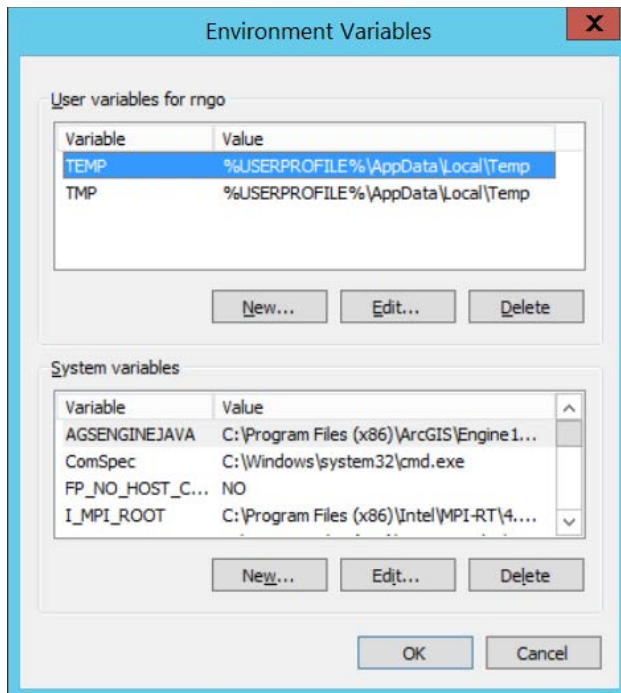 Environment Variables
X
User variables for rngo
Variable Value
TEMP %USERPROFILE%\AppData\Local\Temp
TMP %USERPROFILE%\AppData\Local\Temp
New... Edit... Delete
System variables
Variable Value
AGSENGINEJAVA C:\Program Files (x86)\ArcGIS\Engine1...
ComSpec C:\Windows\system32\cmd.exe
FP_NO_HOST_C... NO
I_MPI_ROOT C:\Program Files (x86)\Intel\MPI-RT\4....
New... Edit... Delete
OK Cancel